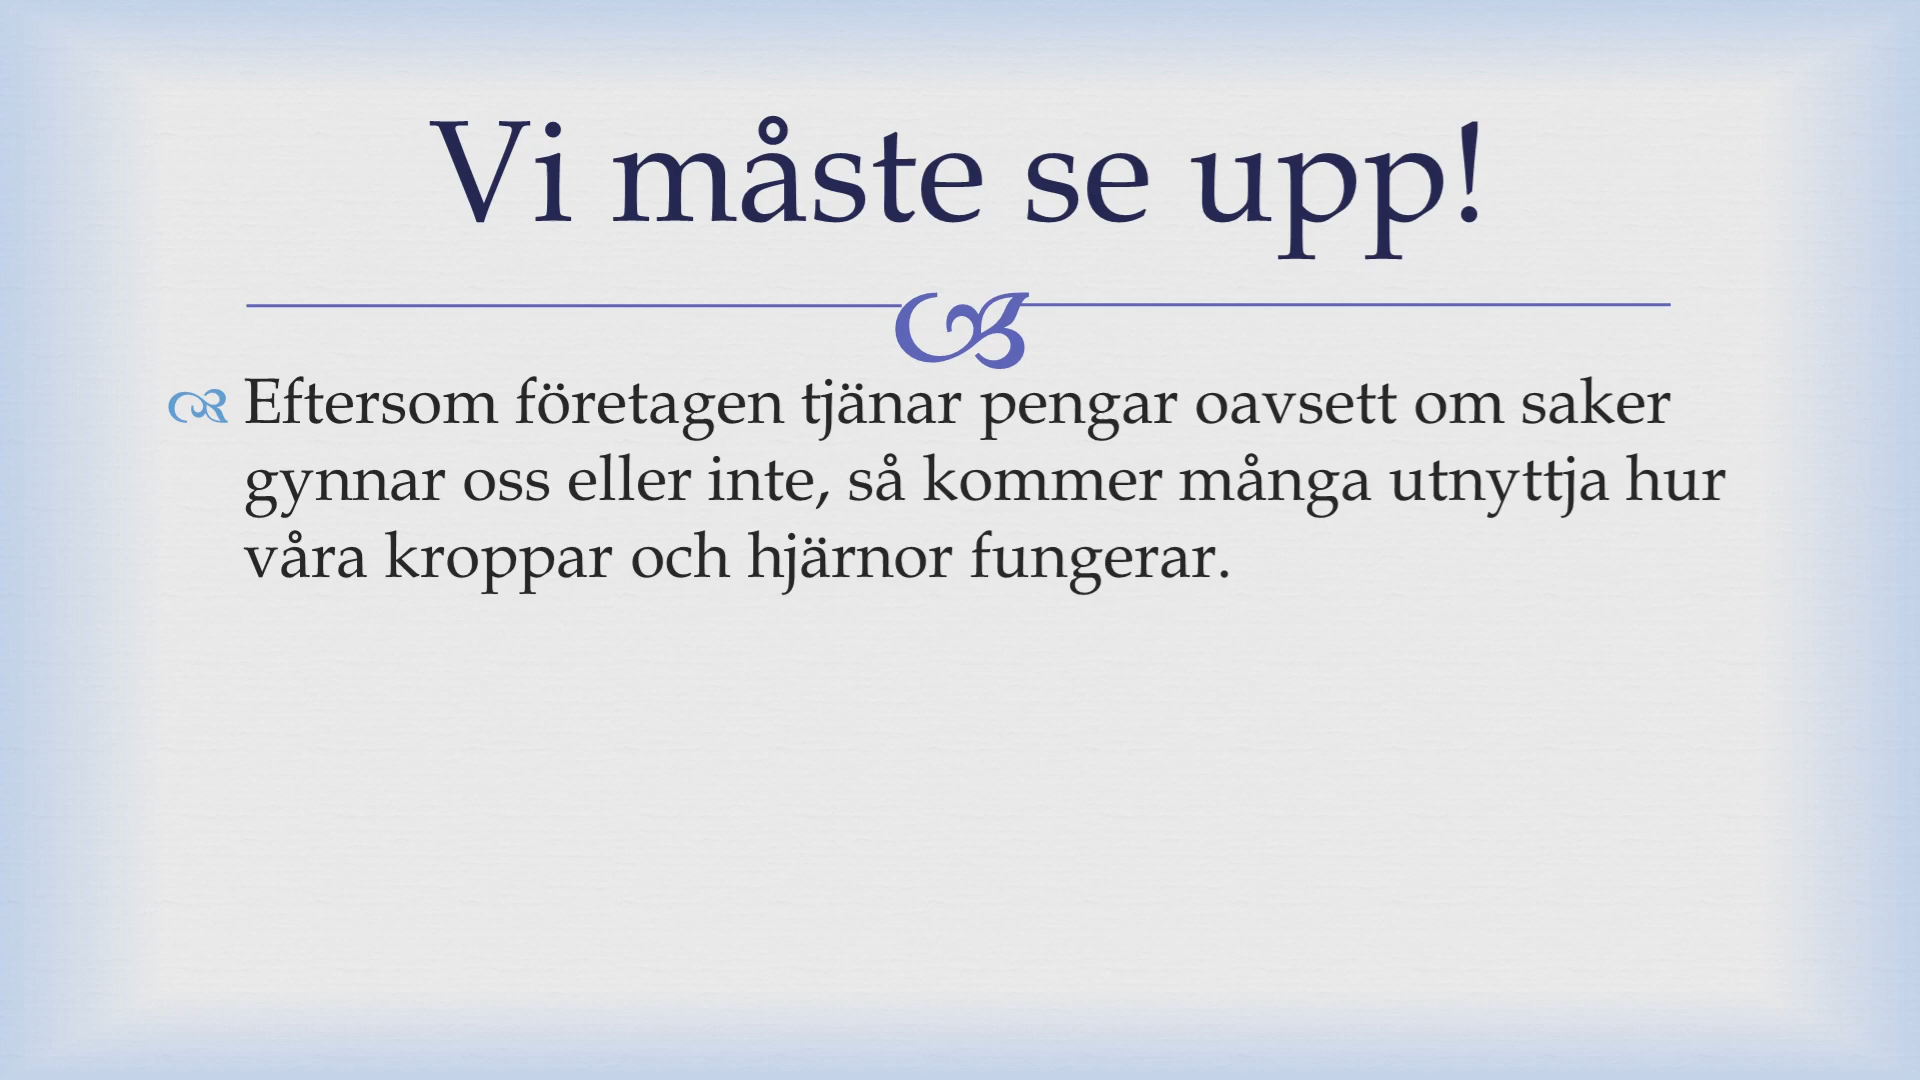 Vi måste se upp!
Eftersom företagen tjänar pengar oavsett om saker
gynnar oss eller inte, så kommer många utnyttja hur
våra kroppar och hjärnor fungerar.